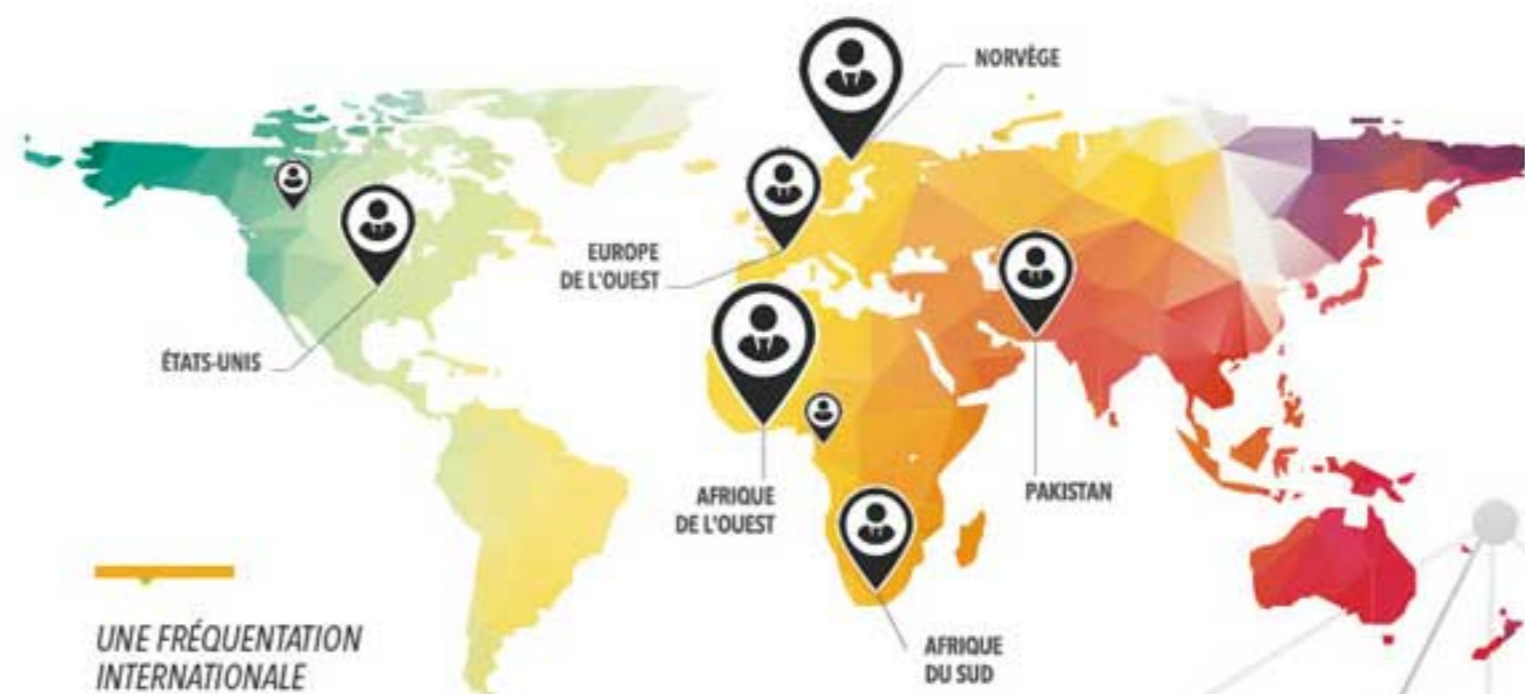 NORVÈGE
EUROPE
DE L'OUEST
ÉTATS-UNIS
AFRIQUE
DE L'OUEST
PAKISTAN
AFRIQUE
DU SUD
UNE FRÉQUENTATION
INTERNATIONALE